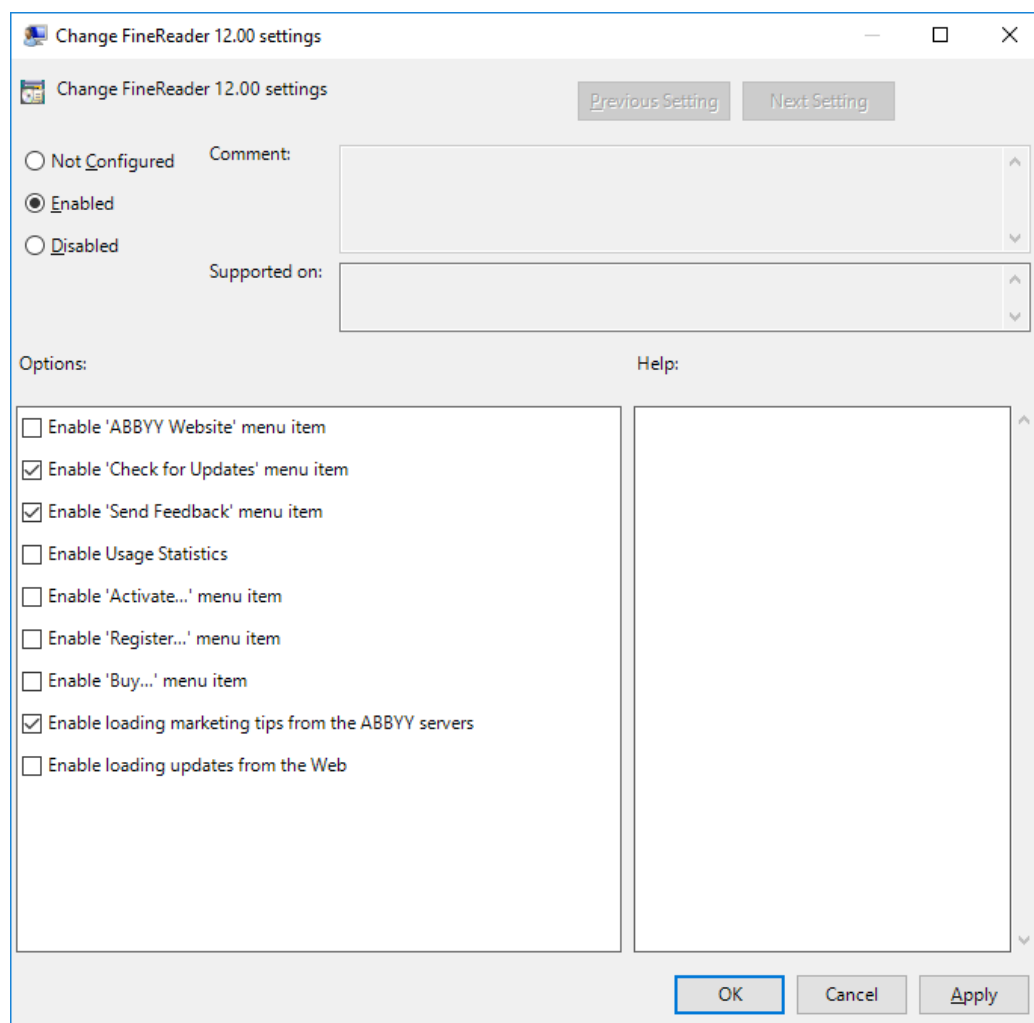 Change FineReader 12.00 settings
Change FineReader 12.00 settings
Previous Setting
Next Setting
Not Configured
Comment:
Enabled
Disabled
Supported on:
Options:
Help:
Enable 'ABBYY Website' menu item
Enable 'Check for Updates' menu item
Enable 'Send Feedback' menu item
Enable Usage Statistics
Enable 'Activate...' menu item
Enable 'Register...' menu item
Enable 'Buy...' menu item
Enable loading marketing tips from the ABBYY servers
Enable loading updates from the Web
OK
Cancel
Apply